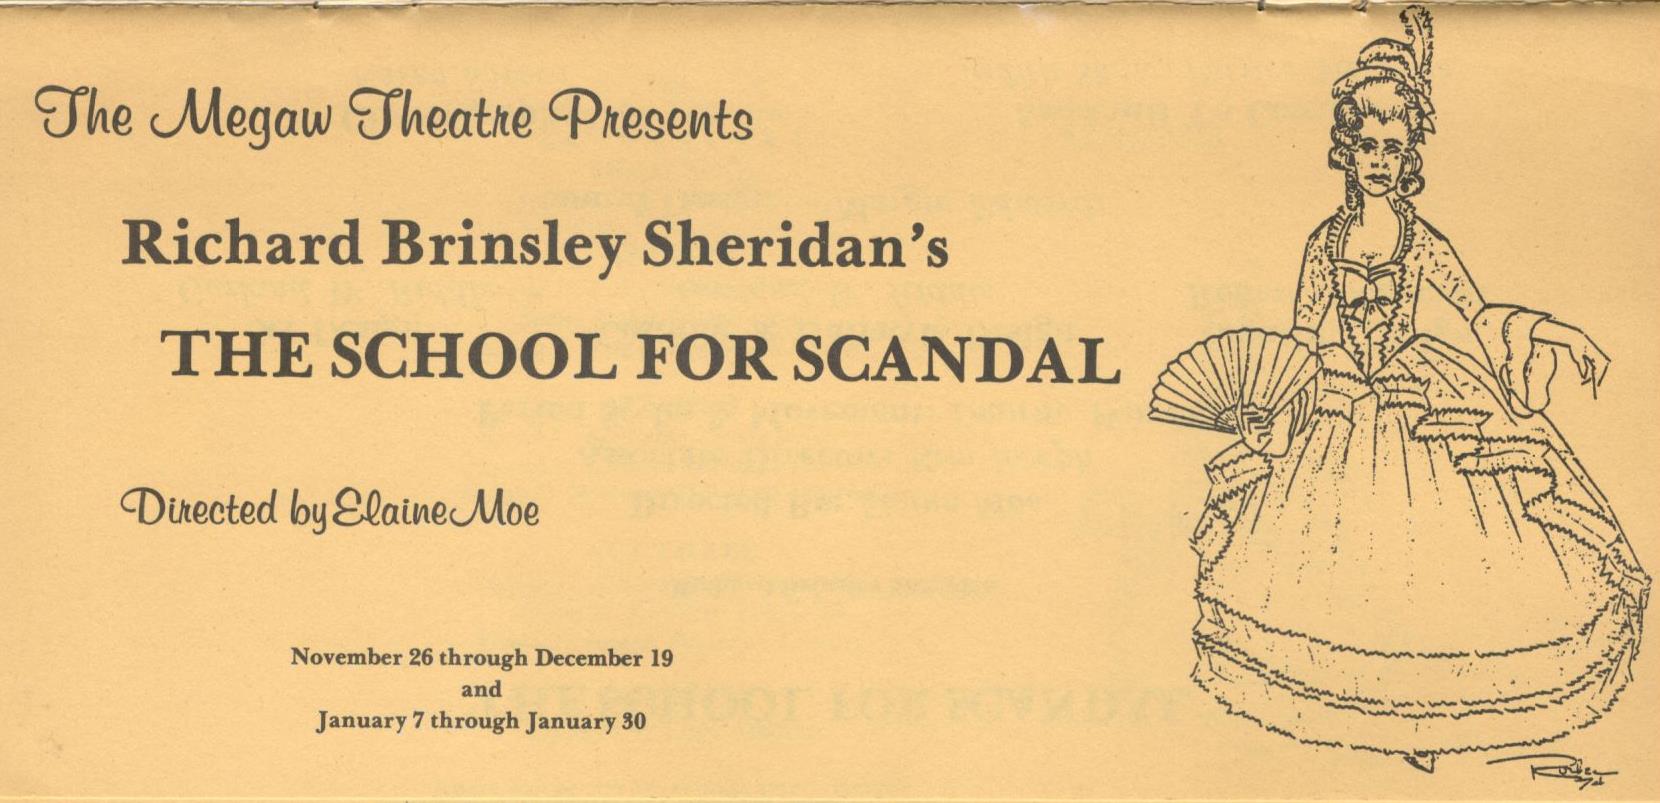 The Megaw Theatre Presents
Richard Brinsley Sheridan's
THE SCHOOL FOR SCANDAL
Directed by Elaine Moe
November 26 through December 19
and
January 7 through January 30